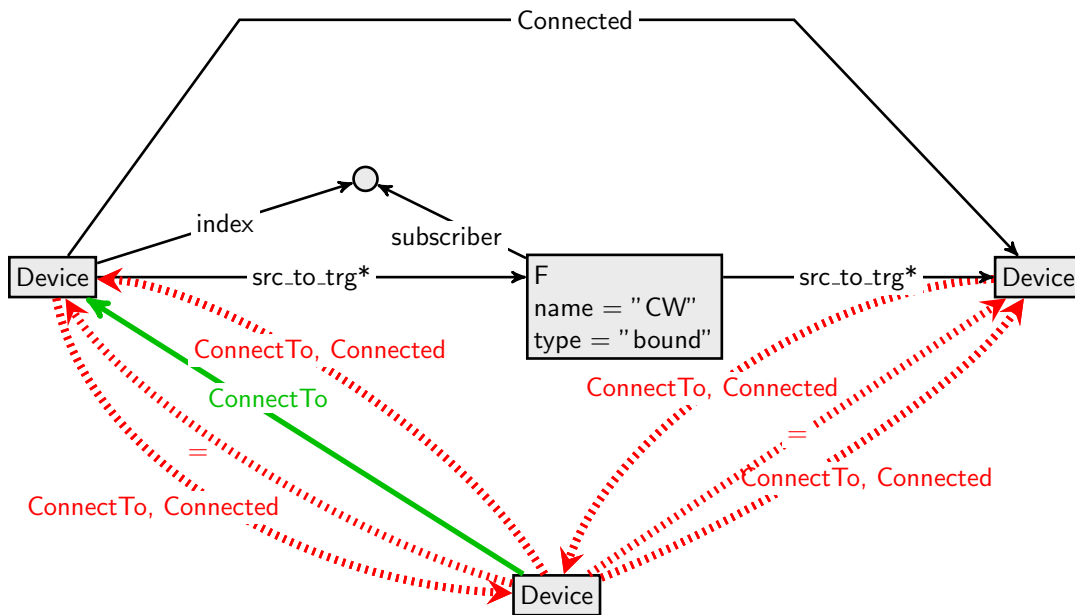 Connected
index
subscriber
Device
src_to_trg*
F
name = "CW"
type = "bound"
src_to_trg*
Device
ConnectTo, Connected
ConnectTo, Connected
ConnectTo
=
=
ConnectTo, Connected
ConnectTo, Connected
Device